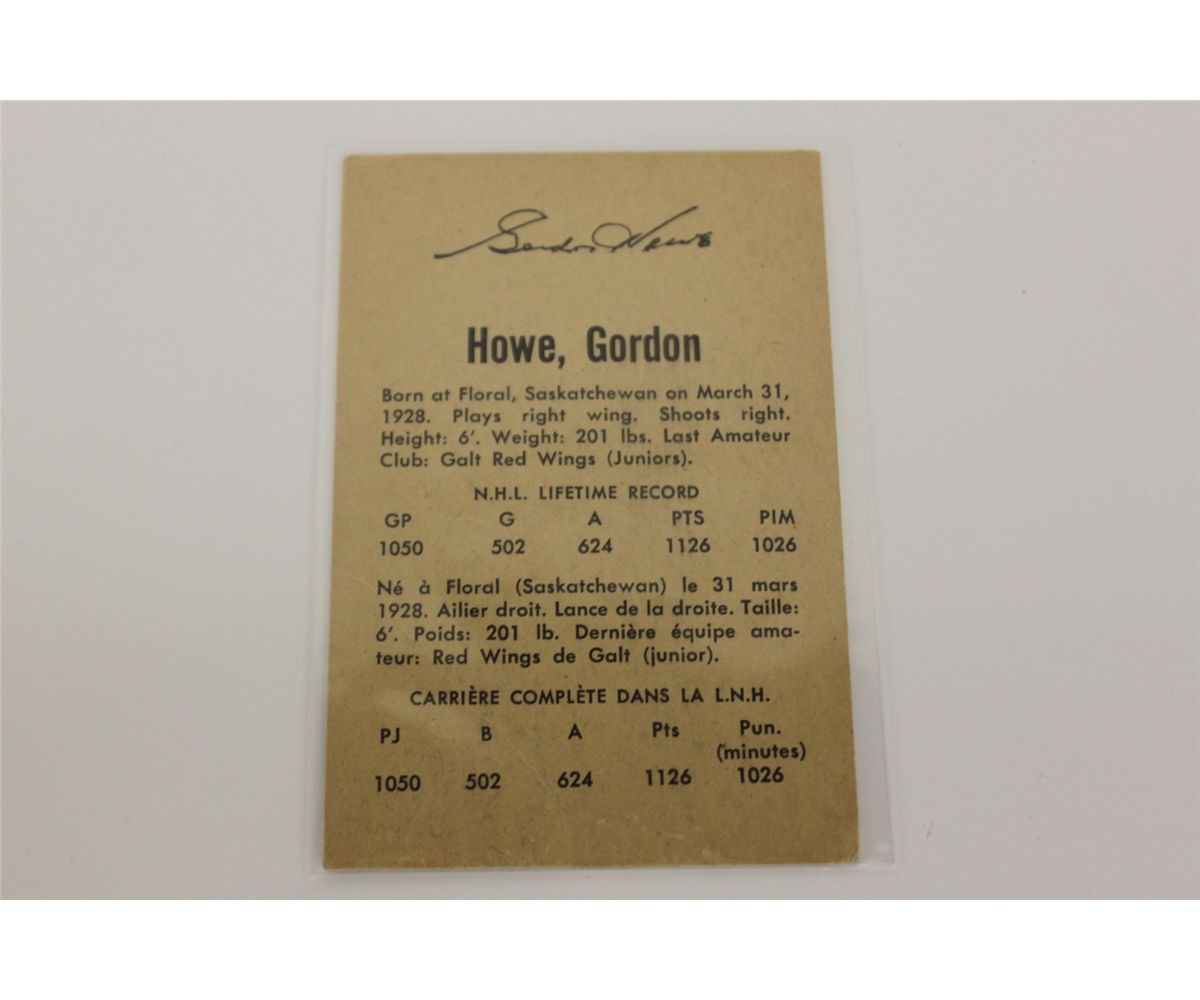 Gordon Howe
Howe, Gordon
Born at Floral, Saskatchewan on March 31,
1928. Plays right wing. Shoots right.
Height: 6'. Weight: 201 lbs. Last Amateur
Club: Galt Red Wings (Juniors).
N.H.L. LIFETIME RECORD
GP G A PTS PIM
1050 502 624 1126 1026
Né à Floral (Saskatchewan) le 31 mars
1928. Ailier droit. Lance de la droite. Taille:
6'. Poids: 201 lb. Dernière équipe ama-
teur: Red Wings de Galt (junior).
CARRIÈRE COMPLÈTE DANS LA L.N.H.
PJ B A Pts Pun.
(minutes)
1050 502 624 1126 1026